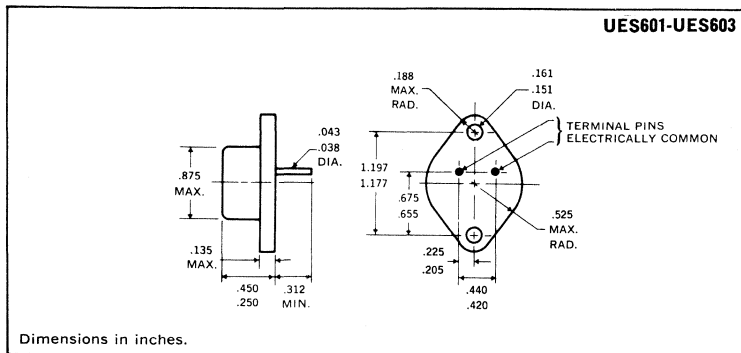 UES601-UES603
.188
MAX.
RAD.
.161
.151
DIA.
TERMINAL PINS
ELECTRICALLY COMMON
.043
.038
DIA.
.875
MAX.
1.197
1.177
.675
.655
.525
MAX.
RAD.
.135
MAX.
.225
.205
.450
.250
.312
MIN.
.440
.420
Dimensions in inches.